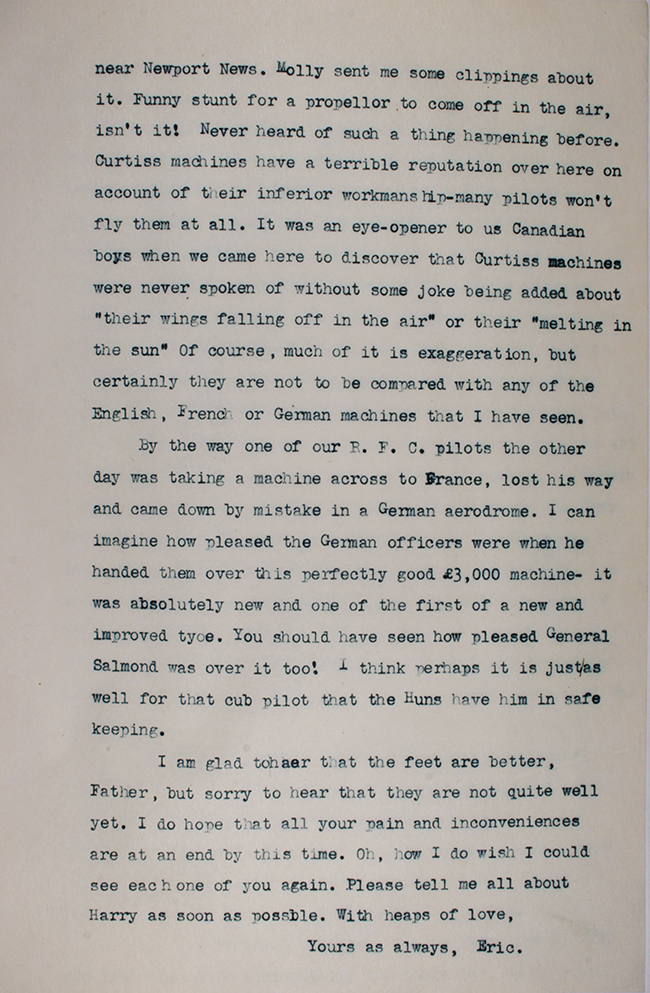 near Newport News. Molly sent me some clippings about
it. Funny stunt for a propellor to come off in the air,
isn't it! Never heard of such a thing happening before.
Curtiss machines have a terrible reputation over here on
account of their inferior workmans hip-many pilots won't
fly them at all. It was an eye-opener to us Canadian
boys when we came here to discover that Curtiss machines
were never spoken of without some joke being added about
"their wings falling off in the air" or their "melting in
the sun" Of course, much of it is exaggeration, but
certainly they are not to be compared with any of the
English, French or German machines that I have seen.
By the way one of our R. F. C. pilots the other
day was taking a machine across to France, lost his way
and came down by mistake in a German aerodrome. I can
imagine how pleased the German officers were when he
handed them over this perfectly good £3,000 machine- it
was absolutely new and one of the first of a new and
improved tyoe. You should have seen how pleased General
Salmond was over it too! I think perhaps it is just/as
well for that cub pilot that the Huns have him in safe
keeping.
I am glad tohaer that the feet are better,
Father, but sorry to hear that they are not quite well
yet. I do hope that all your pain and inconveniences
are at an end by this time. Oh, how I do wish I could
see each one of you again. Please tell me all about
Harry as soon as possble. With heaps of love,
Yours as always, Eric.